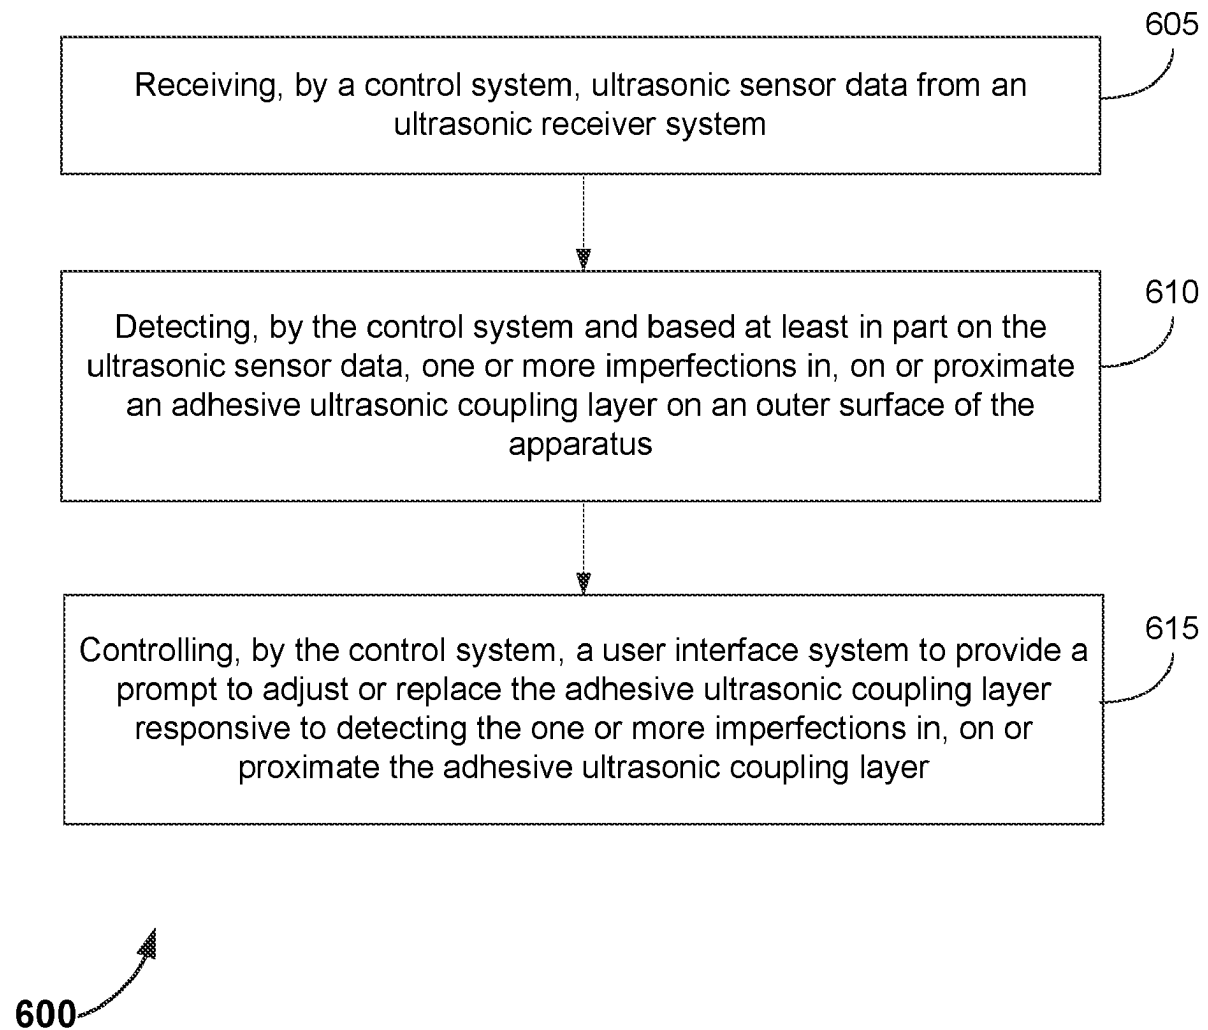 605
Receiving, by a control system, ultrasonic sensor data from an
ultrasonic receiver system
610
Detecting, by the control system and based at least in part on the
ultrasonic sensor data, one or more imperfections in, on or proximate
an adhesive ultrasonic coupling layer on an outer surface of the
apparatus
615
Controlling, by the control system, a user interface system to provide a
prompt to adjust or replace the adhesive ultrasonic coupling layer
responsive to detecting the one or more imperfections in, on or
proximate the adhesive ultrasonic coupling layer
600